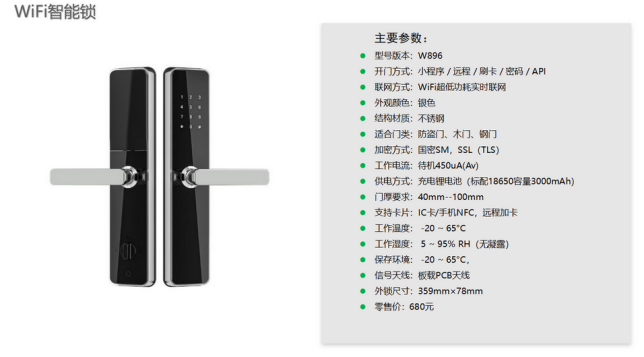 WiFi智能锁
主要参数：
型号版本：W896
开门方式：小程序 / 远程 / 刷卡 / 密码 / API
联网方式：WiFi超低功耗实时联网
外观颜色：银色
结构材质：不锈钢
适合门类：防盗门、木门、钢门
加密方式：国密SM，SSL（TLS）
工作电流：待机450uA(Av)
供电方式：充电锂电池（标配18650容量3000mAh）
门厚要求：40mm--100mm
支持卡片：IC卡/手机NFC，远程加卡
工作温度： -20 ~ 65°C
工作湿度： 5 ~ 95% RH（无凝露）
保存环境： -20 ~ 65°C，
信号天线：板载PCB天线
外锁尺寸：359mm×78mm
零售价：680元
1 2 3
4 5 6
7 8 9